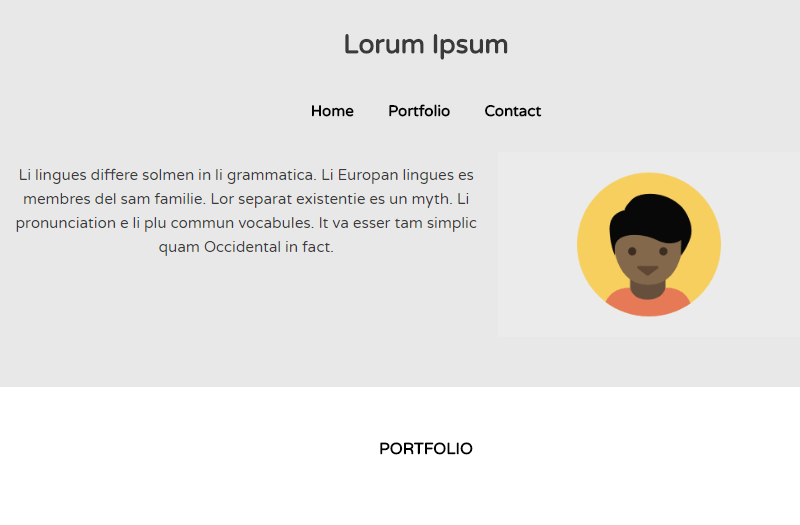 Lorum Ipsum
Home Portfolio Contact
Li lingues differe solmen in li grammatica. Li Europan lingues es
membres del sam familie. Lor separat existentie es un myth. Li
pronunciation e li plu commun vocabules. It va esser tam simplic
quam Occidental in fact.
PORTFOLIO